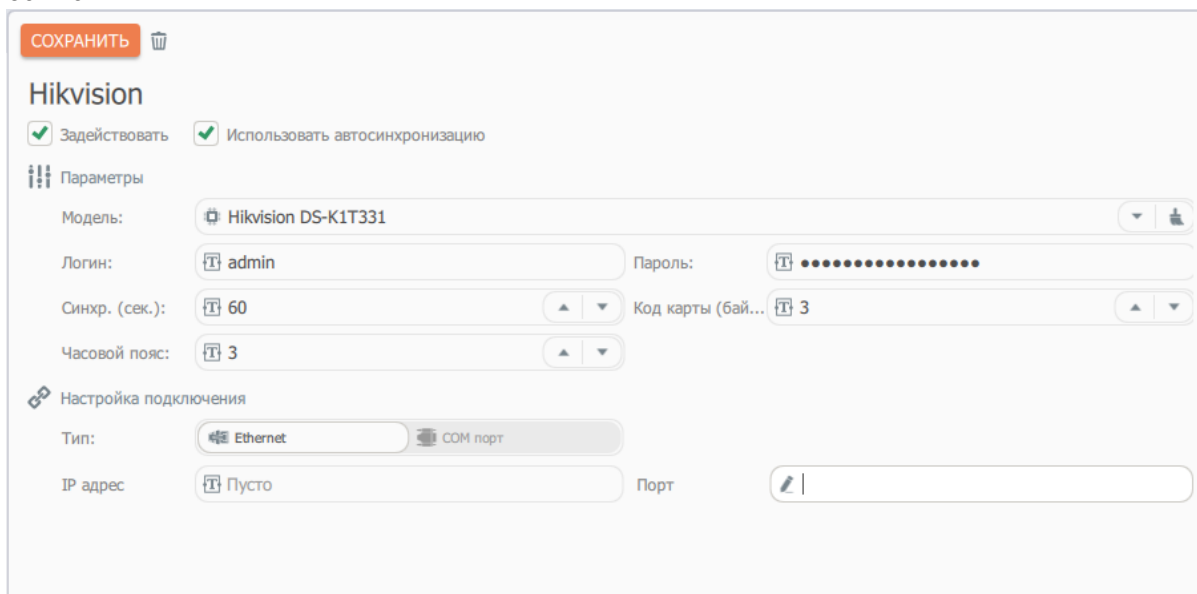 СОХРАНИТЬ
Hikvision
Задействовать Использовать автосинхронизацию
Параметры
Модель: Hikvision DS-K1T331
Логин: admin Пароль: ●●●●●●●●●●●●●●●●●
Синхр. (сек.): 60 Код карты (бай... 3
Часовой пояс: 3
Настройка подключения
Тип: Ethernet COM порт
IP адрес Пусто Порт